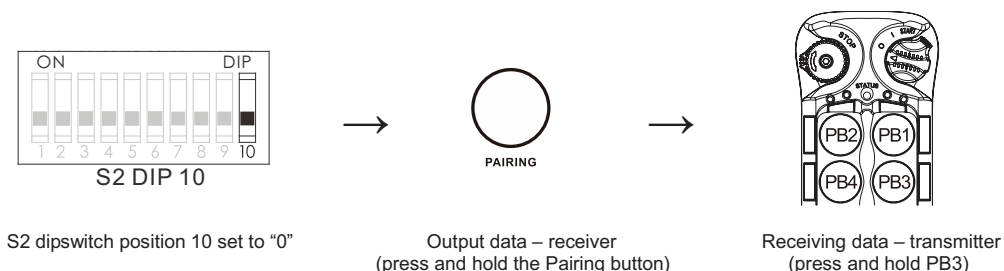 ON DIP
1 2 3 4 5 6 7 8 9 10
S2 DIP 10
S2 dipswitch position 10 set to “0”
→
PAIRING
Output data – receiver
(press and hold the Pairing button)
→
STOP
O I START
STATUS
PB2 PB1
PB4 PB3
Receiving data – transmitter
(press and hold PB3)